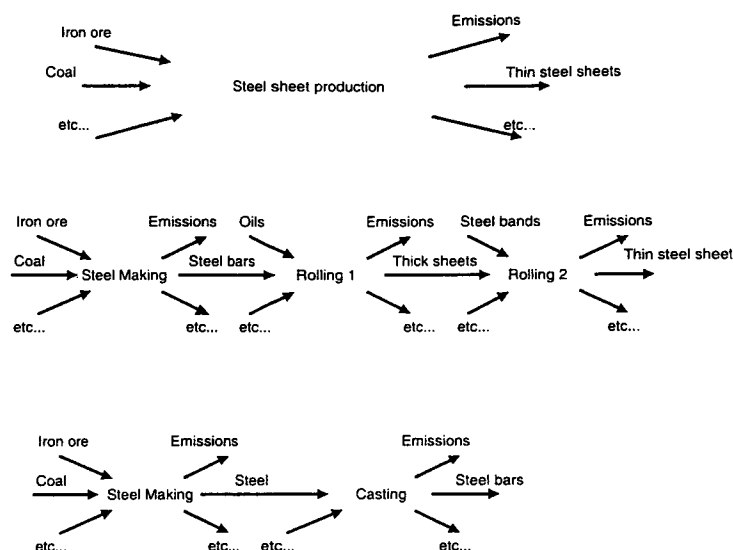 Emissions
Iron ore
Coal
Thin steel sheets
Steel sheet production
etc...
etc...
Iron ore
Emissions
Oils
Emissions
Steel bands
Emissions
Coal
Steel bars
Thick sheets
Thin steel sheet
Steel Making
Rolling 1
Rolling 2
etc...
etc...
etc...
etc...
etc...
etc...
Iron ore
Emissions
Emissions
Coal
Steel
Steel bars
Steel Making
Casting
etc...
etc...
etc...
etc...